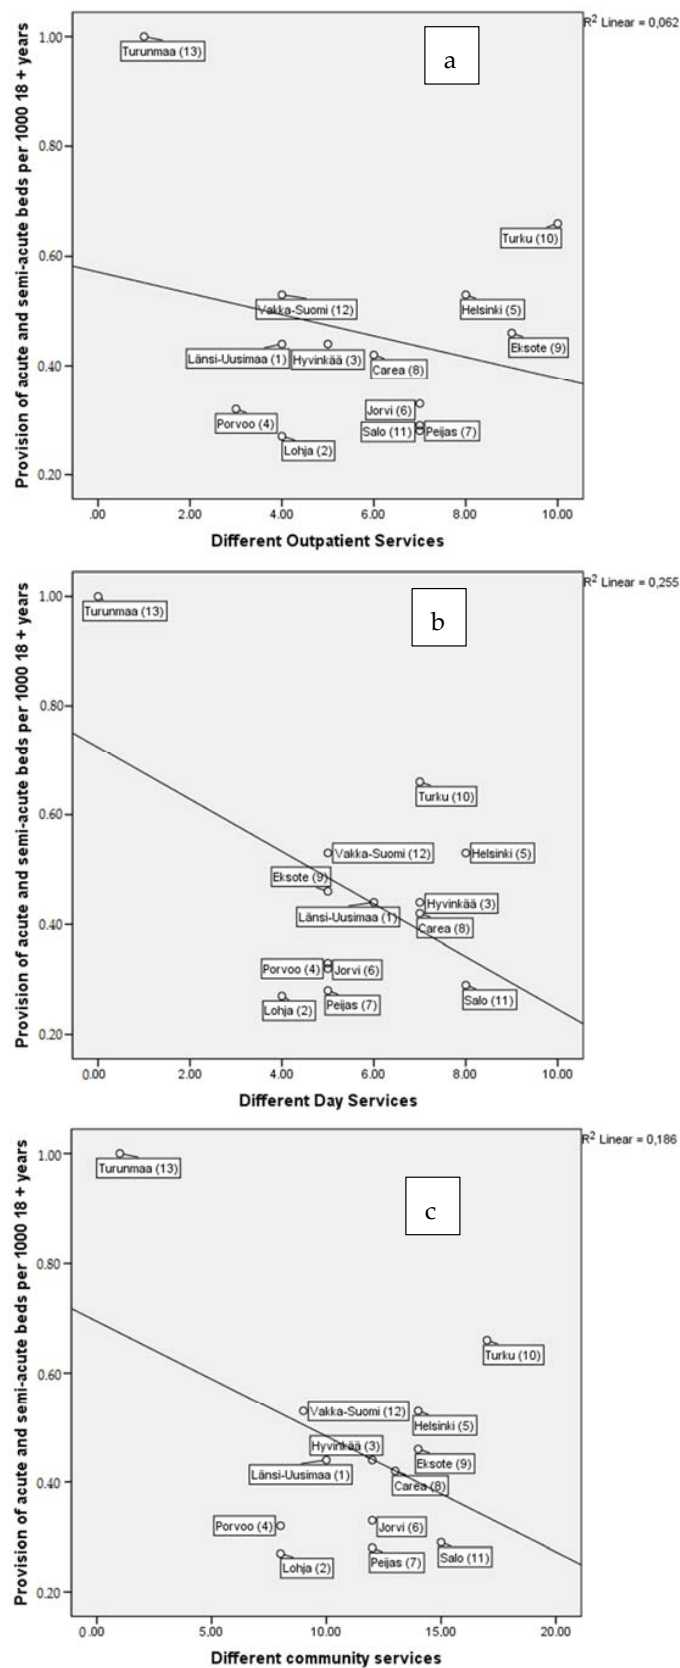 R2 Linear = 0,062
a
Provision of acute and semi-acute beds per 1000 18 + years
1.00
0.80
0.60
0.40
0.20
Turunmaa (13)
Turku (10)
Vakka-Suomi (12)
Helsinki (5)
Eksote (9)
Länsi-Uusimaa (1)
Hyvinkää (3)
Carea (8)
Jorvi (6)
Porvoo (4)
Salo (11)
Peijas (7)
Lohja (2)
.00
2.00
4.00
6.00
8.00
10.00
Different Outpatient Services
R2 Linear = 0,255
b
Provision of acute and semi-acute beds per 1000 18 + years
1.00
0.80
0.60
0.40
0.20
Turunmaa (13)
Turku (10)
Vakka-Suomi (12)
Helsinki (5)
Eksote (9)
Hyvinkää (3)
Länsi-Uusimaa (1)
Carea (8)
Porvoo (4)
Jorvi (6)
Salo (11)
Peijas (7)
Lohja (2)
0.00
2.00
4.00
6.00
8.00
10.00
Different Day Services
R2 Linear = 0,186
c
Provision of acute and semi-acute beds per 1000 18 + years
1.00
0.80
0.60
0.40
0.20
Turunmaa (13)
Turku (10)
Vakka-Suomi (12)
Helsinki (5)
Hyvinkää (3)
Eksote (9)
Länsi-Uusimaa (1)
Carea (8)
Porvoo (4)
Jorvi (6)
Salo (11)
Peijas (7)
Lohja (2)
0.00
5.00
10.00
15.00
20.00
Different community services